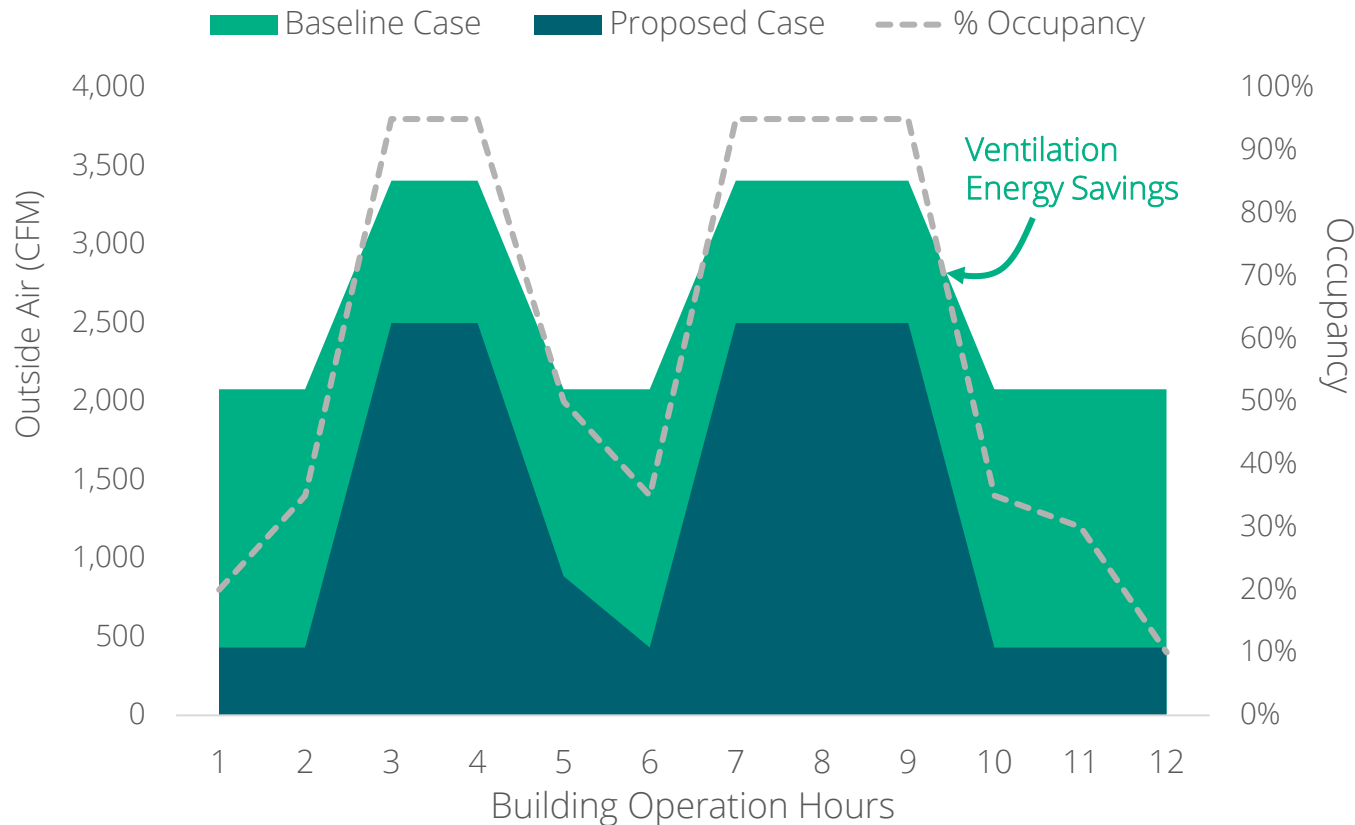 Baseline Case Proposed Case % Occupancy
4,000
3,500
3,000
2,500
2,000
1,500
1,000
500
0
Outside Air (CFM)
100%
90%
80%
70%
60%
50%
40%
30%
20%
10%
0%
Occupancy
Ventilation
Energy Savings
1 2 3 4 5 6 7 8 9 10 11 12
Building Operation Hours